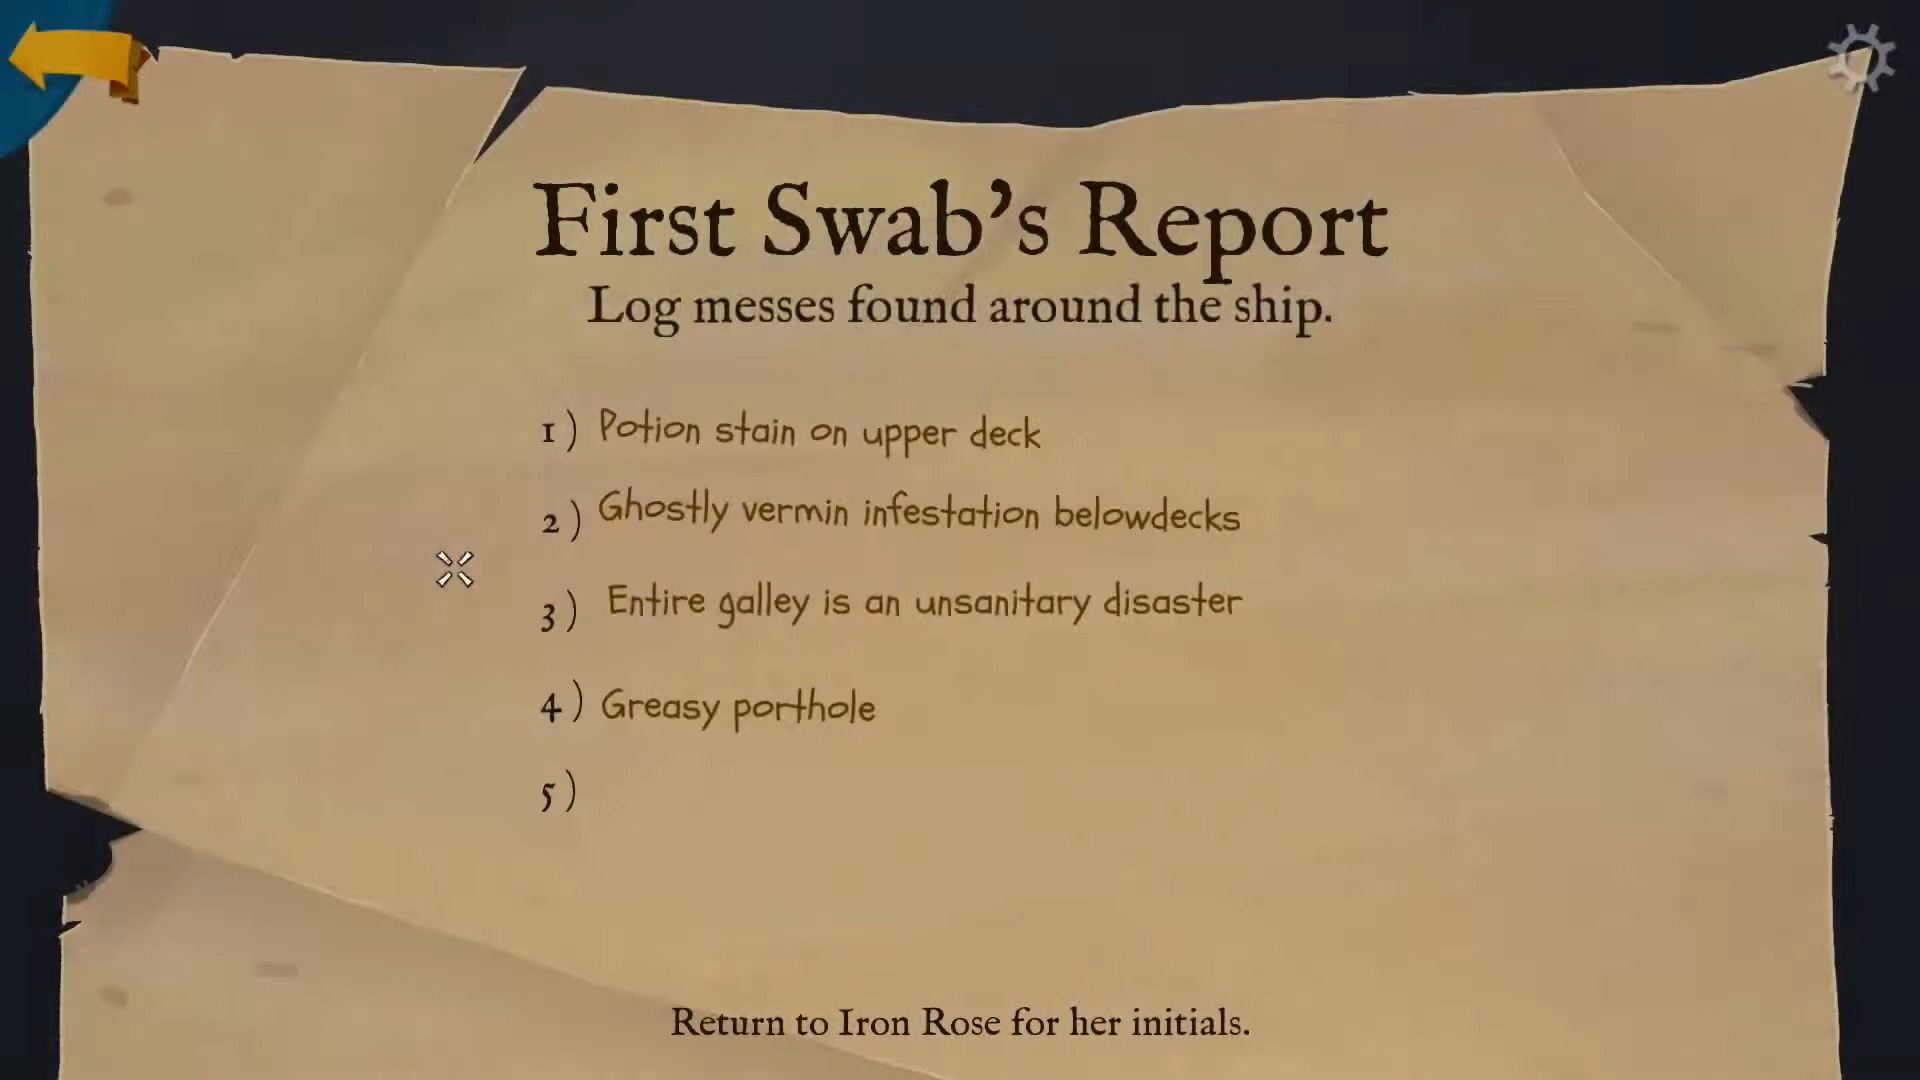 First Swab’s Report
Log messes found around the ship.
1) Potion stain on upper deck
2) Ghostly vermin infestation belowdecks
3) Entire galley is an unsanitary disaster
4) Greasy porthole
5)
Return to Iron Rose for her initials.